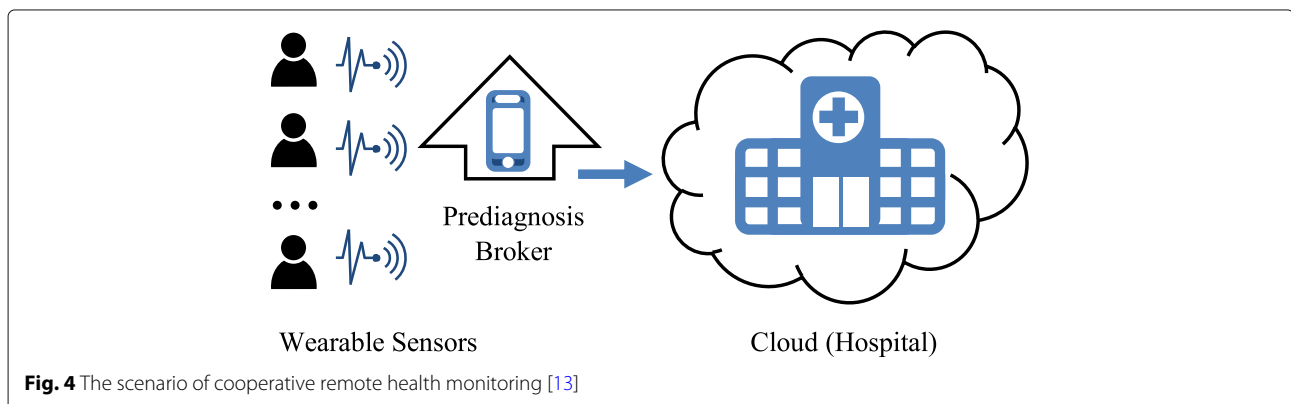 Prediagnosis
Broker
Wearable Sensors
Cloud (Hospital)
Fig. 4 The scenario of cooperative remote health monitoring [13]